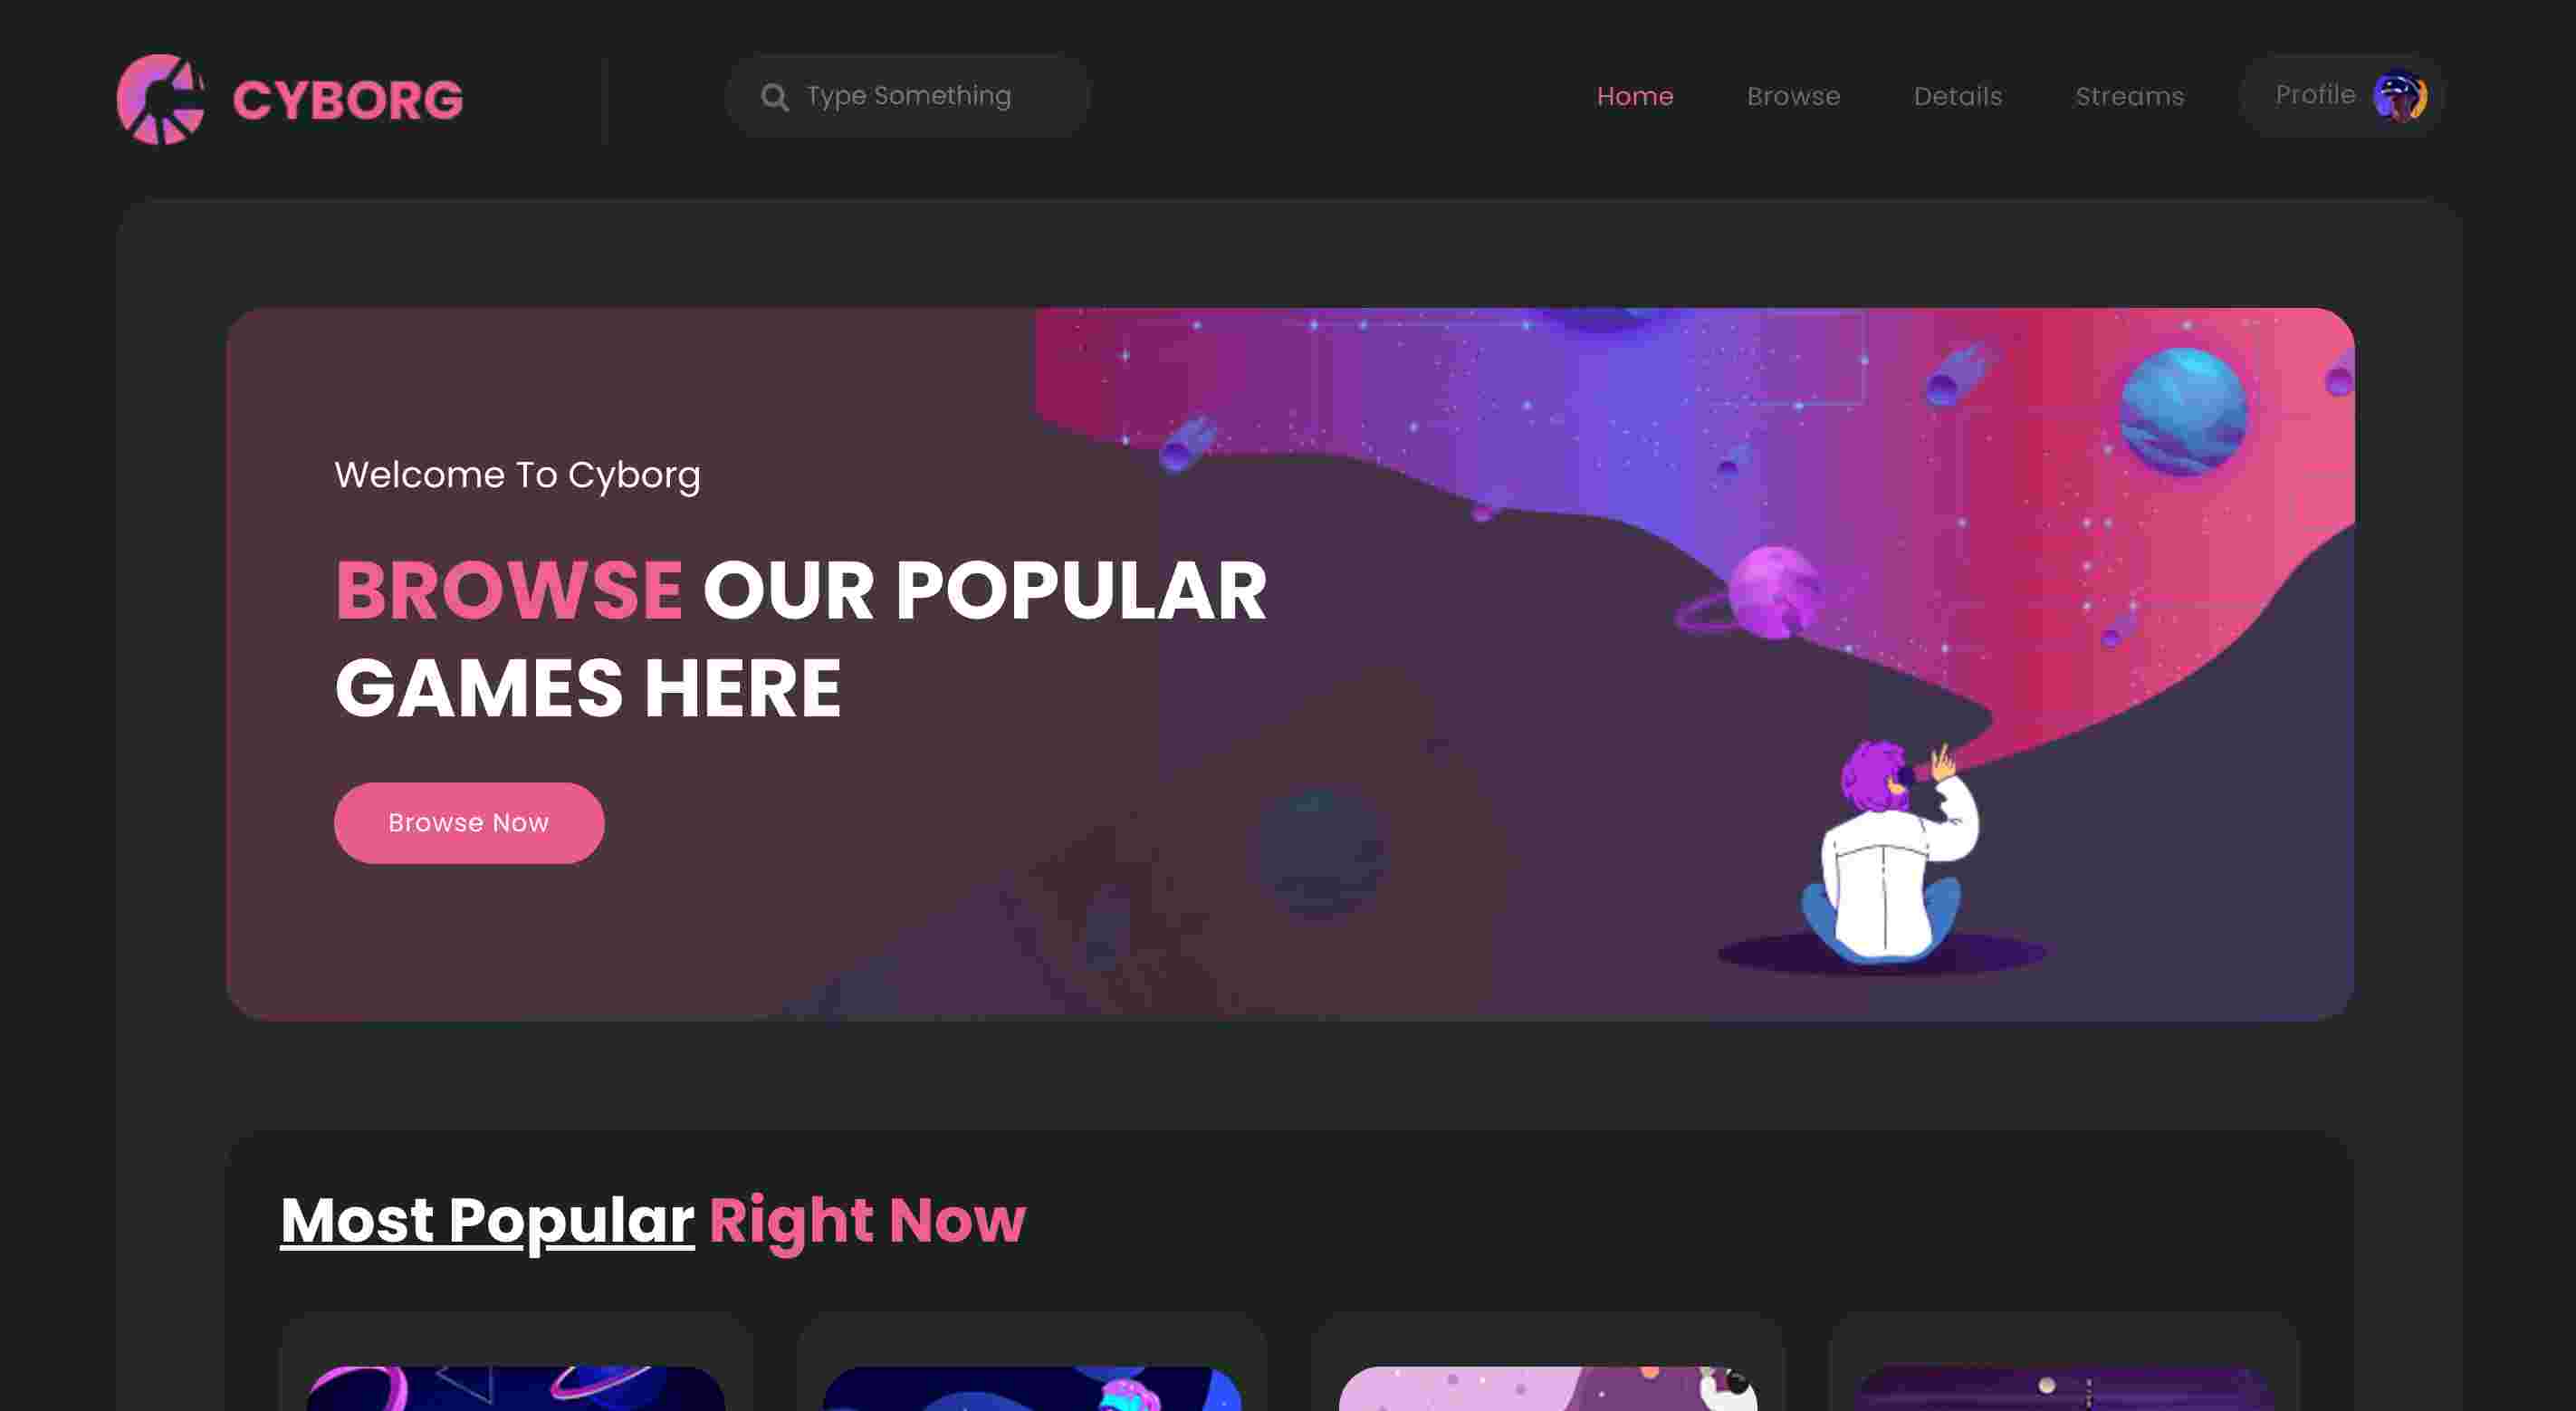 CYBORG
Type Something
Home
Browse
Details
Streams
Profile
Welcome To Cyborg
BROWSE OUR POPULAR
GAMES HERE
Browse Now
Most Popular Right Now